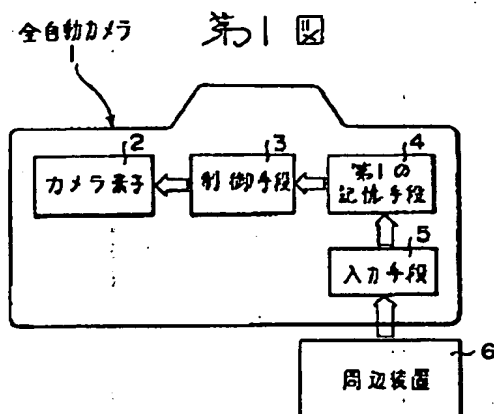 第1図
全自動カメラ
1
2
カメラ素子
3
制御手段
4
第1の
記憶手段
5
入力手段
6
周辺装置